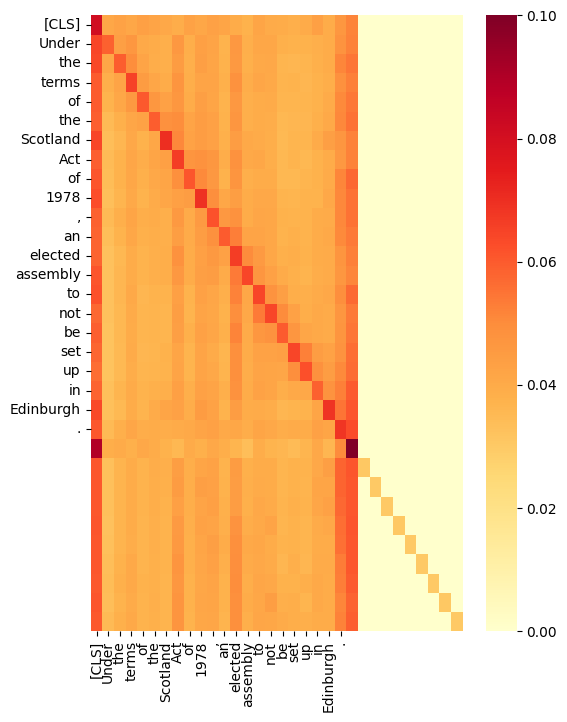 [CLS]
Under
the
terms
of
the
Scotland
Act
of
1978
,
an
elected
assembly
to
not
be
set
up
in
Edinburgh
.
[CLS]
Under
the
terms
of
the
Scotland
Act
of
1978
,
an
elected
assembly
to
not
be
set
up
in
Edinburgh
.
0.10
0.08
0.06
0.04
0.02
0.00